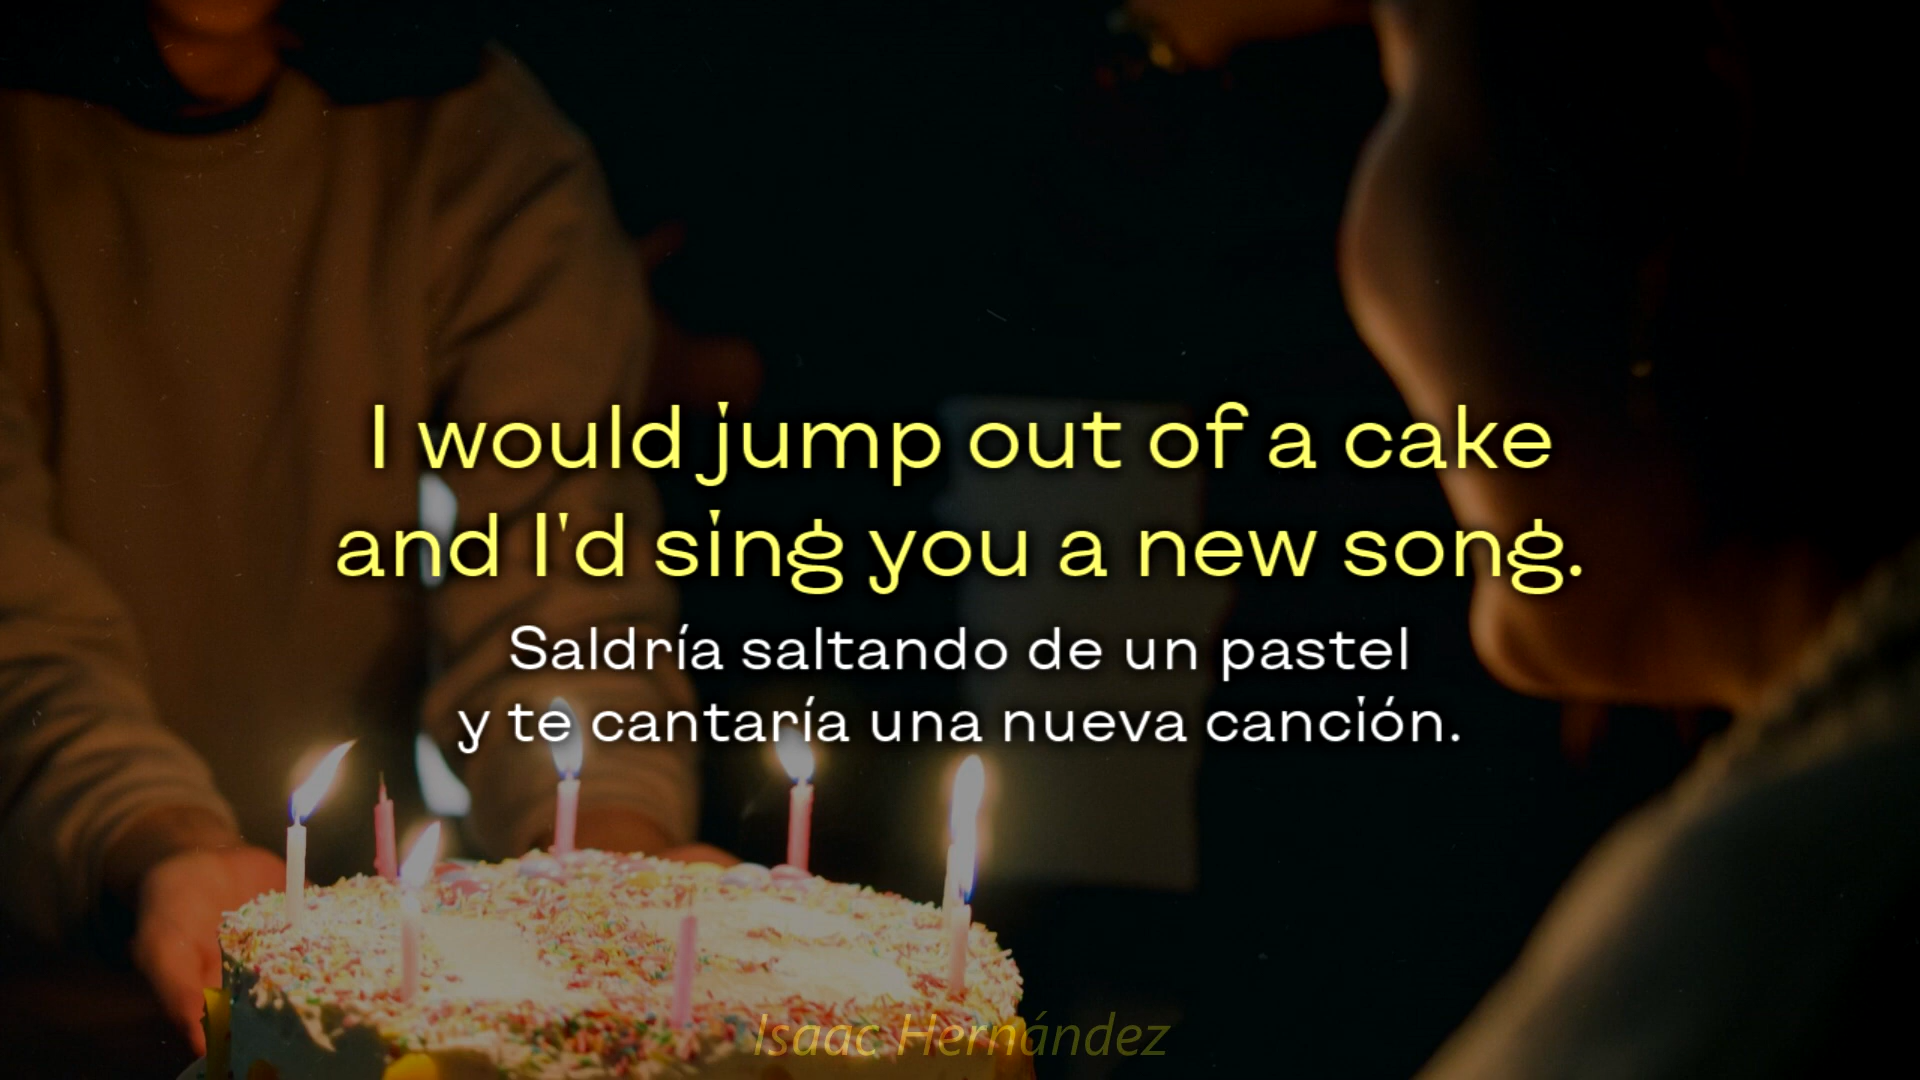 I would jump out of a cake
and I'd sing you a new song.
Saldría saltando de un pastel
y te cantaría una nueva canción.
Isaac Hernández